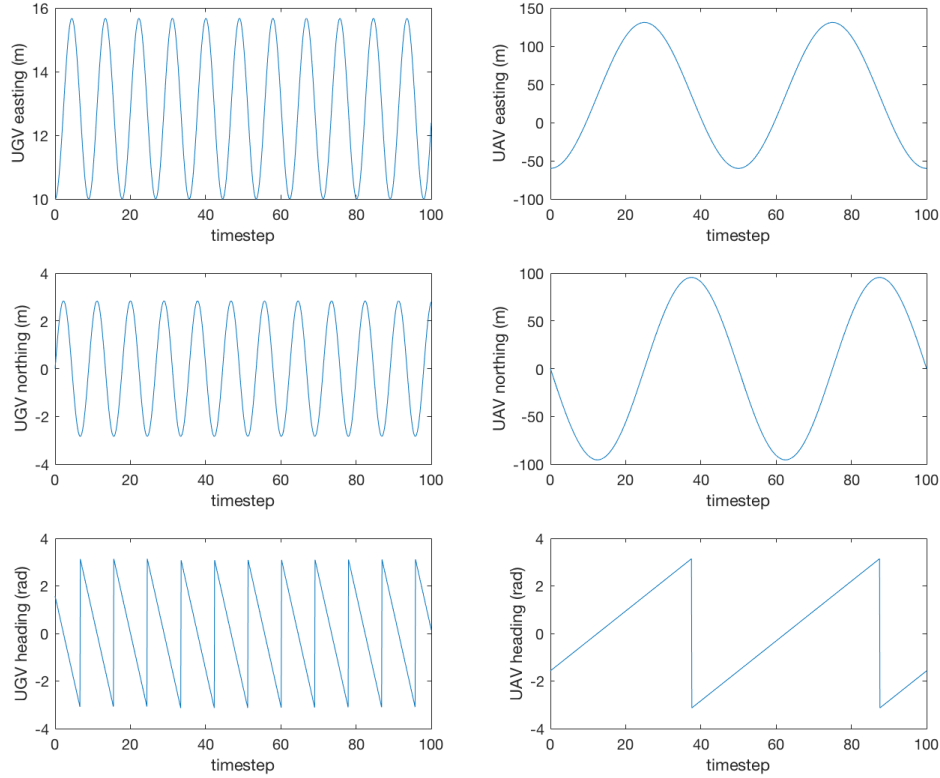 UGV easting (m)
16
14
12
10
0 20 40 60 80 100
timestep
UAV easting (m)
150
100
50
0
-50
-100
0 20 40 60 80 100
timestep
UGV northing (m)
4
2
0
-2
-4
0 20 40 60 80 100
timestep
UAV northing (m)
100
50
0
-50
-100
0 20 40 60 80 100
timestep
UGV heading (rad)
4
2
0
-2
-4
0 20 40 60 80 100
timestep
UAV heading (rad)
4
2
0
-2
-4
0 20 40 60 80 100
timestep